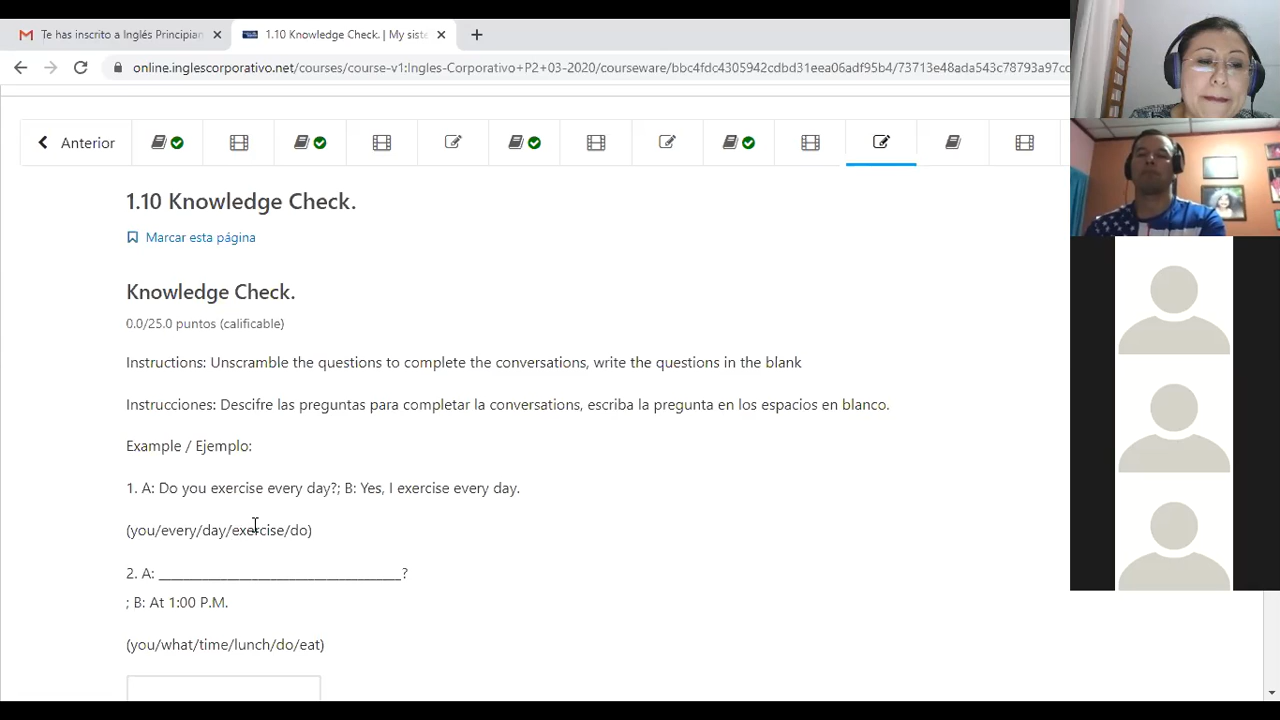 Te has inscrito a Inglés Principian
1.10 Knowledge Check. | My siste
online.inglescorporativo.net/courses/course-v1:Ingles-Corporativo+P2+03-2020/courseware/bbc4fdc4305942cdbd31eea06adf95b4/73713e48ada543c78793a97cc
Anterior
1.10 Knowledge Check.
Marcar esta página
Knowledge Check.
0.0/25.0 puntos (calificable)
Instructions: Unscramble the questions to complete the conversations, write the questions in the blank
Instrucciones: Descifre las preguntas para completar la conversations, escriba la pregunta en los espacios en blanco.
Example / Ejemplo:
1. A: Do you exercise every day?; B: Yes, I exercise every day.
(you/every/day/exercise/do)
2. A: ___________________________________?
; B: At 1:00 P.M.
(you/what/time/lunch/do/eat)